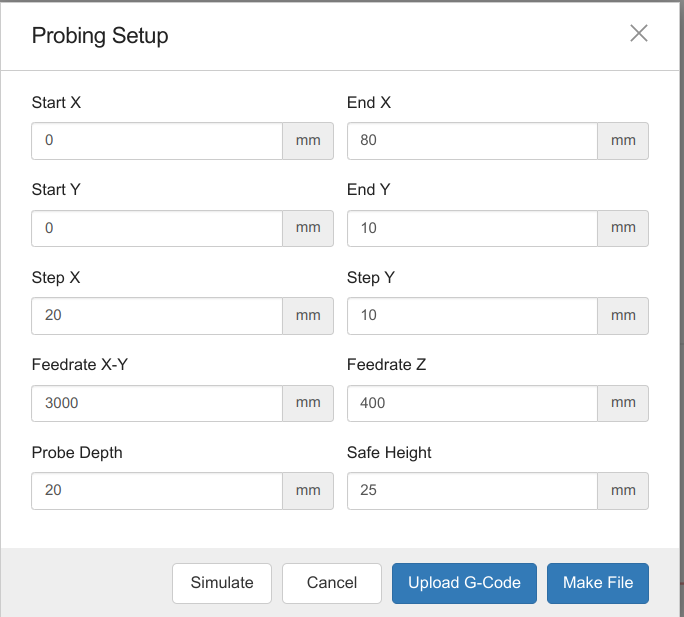 Probing Setup
Start X End X
0 mm 80 mm
Start Y End Y
0 mm 10 mm
Step X Step Y
20 mm 10 mm
Feedrate X-Y Feedrate Z
3000 mm 400 mm
Probe Depth Safe Height
20 mm 25 mm
Simulate Cancel Upload G-Code Make File